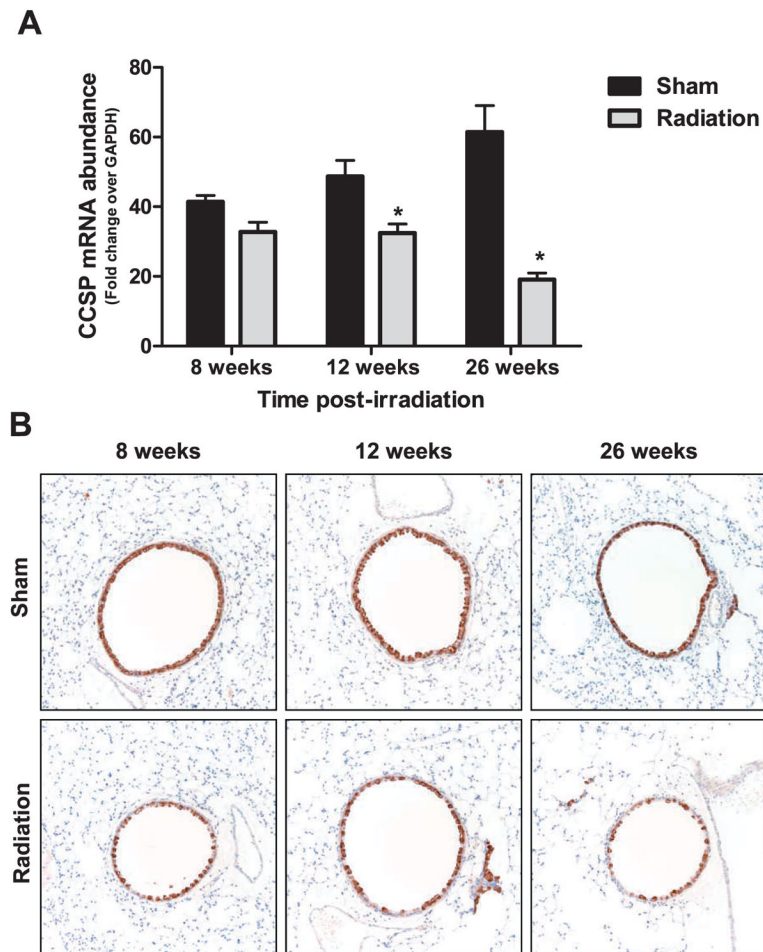 A
CCSP mRNA abundance
(Fold change over GAPDH)
80
60
40
20
0
*
*
Sham
Radiation
8 weeks
12 weeks
26 weeks
Time post-irradiation
B
8 weeks
12 weeks
26 weeks
Sham
Radiation